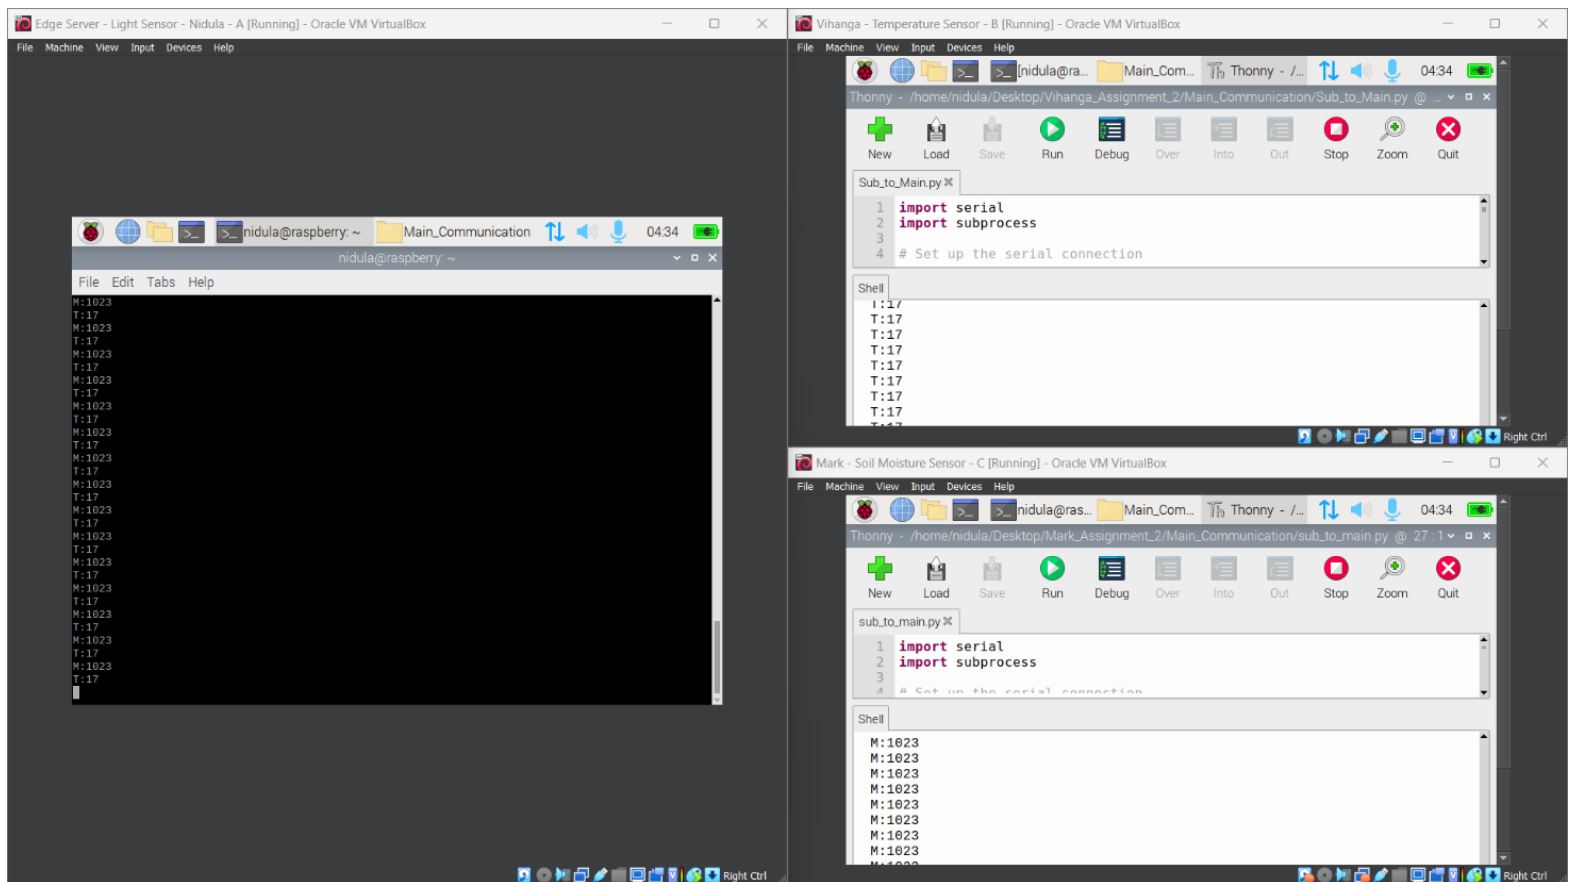 Edge Server - Light Sensor - Nidula - A [Running] - Oracle VM VirtualBox
File Machine View Input Devices Help
nidula@raspberry: ~ Main_Communication 04:34
nidula@raspberry: ~
File Edit Tabs Help
M:1023
T:17
M:1023
T:17
M:1023
T:17
M:1023
T:17
M:1023
T:17
M:1023
T:17
M:1023
T:17
M:1023
T:17
M:1023
T:17
M:1023
T:17
M:1023
T:17
M:1023
T:17
M:1023
T:17
M:1023
T:17
M:1023
T:17
Right Ctrl
Vihanga - Temperature Sensor - B [Running] - Oracle VM VirtualBox
File Machine View Input Devices Help
[nidula@ra... Main_Com... Thonny - /... 04:34
Thonny - /home/nidula/Desktop/Vihanga_Assignment_2/Main_Communication/Sub_to_Main.py @ ...
New Load Save Run Debug Over Into Out Stop Zoom Quit
Sub_to_Main.py
1 import serial
2 import subprocess
3
4 # Set up the serial connection
Shell
T:17
T:17
T:17
T:17
T:17
T:17
T:17
T:17
T:17
Right Ctrl
Mark - Soil Moisture Sensor - C [Running] - Oracle VM VirtualBox
File Machine View Input Devices Help
nidula@ras... Main_Com... Thonny - /... 04:34
Thonny - /home/nidula/Desktop/Mark_Assignment_2/Main_Communication/sub_to_main.py @ 27 : 1
New Load Save Run Debug Over Into Out Stop Zoom Quit
sub_to_main.py
1 import serial
2 import subprocess
3
4 # Set up the serial connection
Shell
M:1023
M:1023
M:1023
M:1023
M:1023
M:1023
M:1023
M:1023
M:1023
Right Ctrl